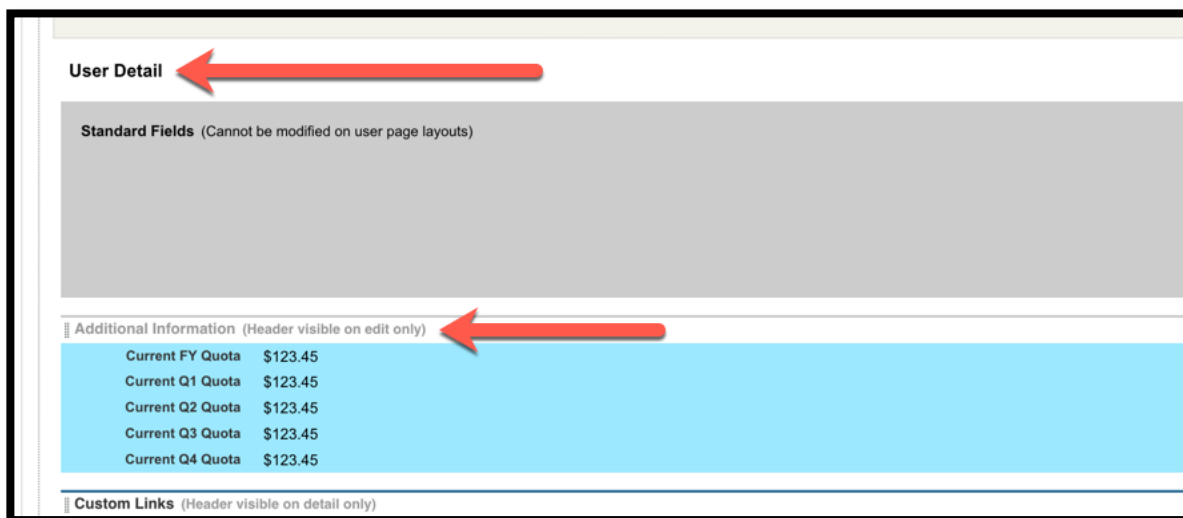 User Detail
Standard Fields (Cannot be modified on user page layouts)
Additional Information (Header visible on edit only)
Current FY Quota $123.45
Current Q1 Quota $123.45
Current Q2 Quota $123.45
Current Q3 Quota $123.45
Current Q4 Quota $123.45
Custom Links (Header visible on detail only)